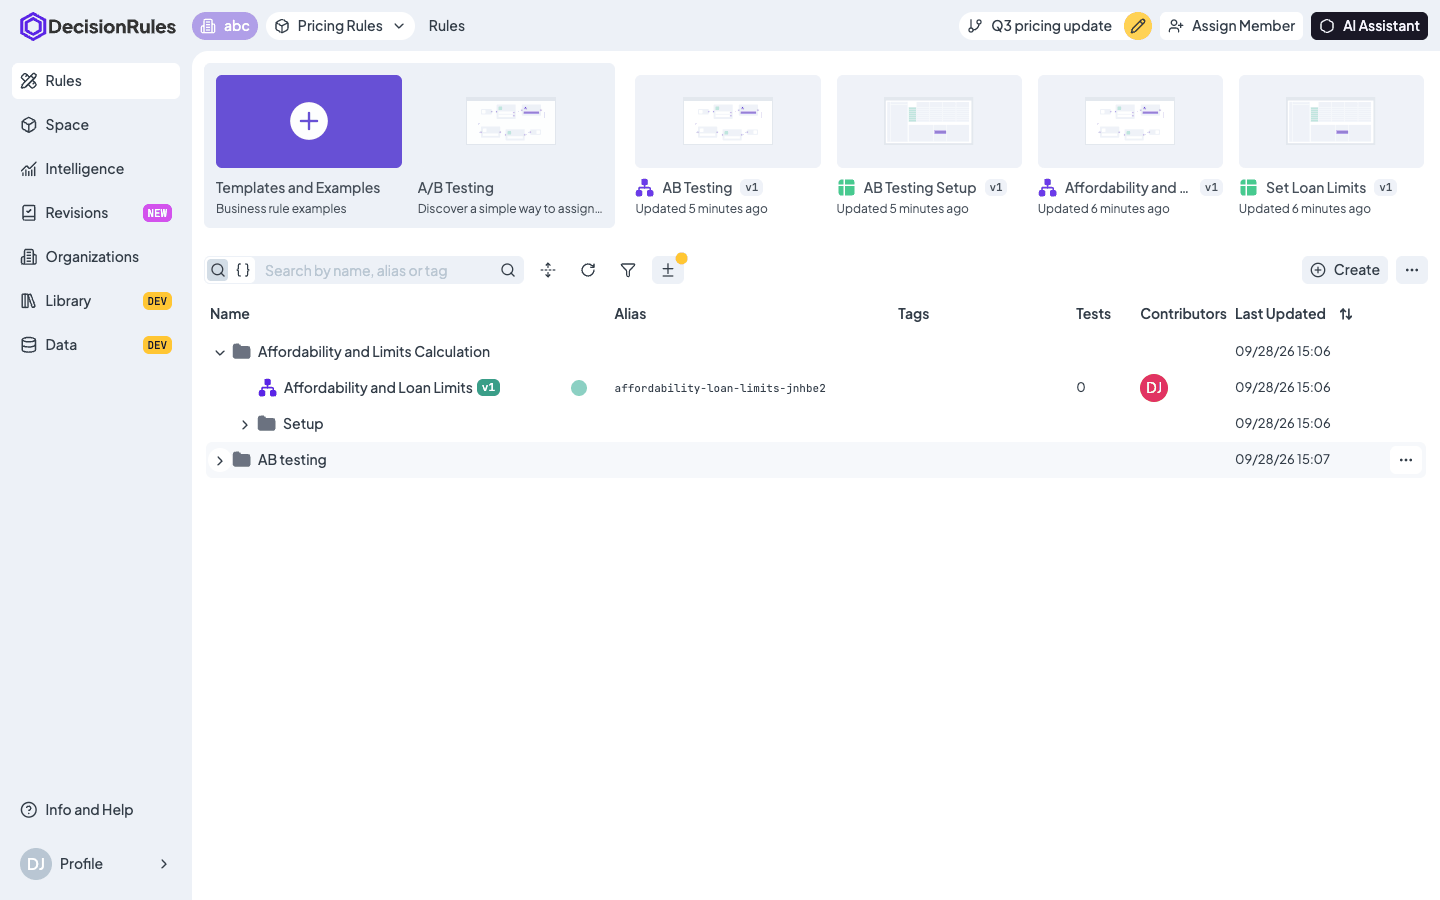 DecisionRules
abc
Pricing Rules
Rules
Q3 pricing update
Assign Member
AI Assistant
Rules
Space
Intelligence
Revisions NEW
Organizations
Library DEV
Data DEV
Info and Help
DJ Profile
Templates and Examples
Business rule examples
A/B Testing
Discover a simple way to assign...
AB Testing v1
Updated 5 minutes ago
AB Testing Setup v1
Updated 5 minutes ago
Affordability and ... v1
Updated 6 minutes ago
Set Loan Limits v1
Updated 6 minutes ago
{ } Search by name, alias or tag
Create
Name Alias Tags Tests Contributors Last Updated
Affordability and Limits Calculation 09/28/26 15:06
Affordability and Loan Limits v1 affordability-loan-limits-jnhbe2 0 DJ 09/28/26 15:06
Setup 09/28/26 15:06
AB testing 09/28/26 15:07